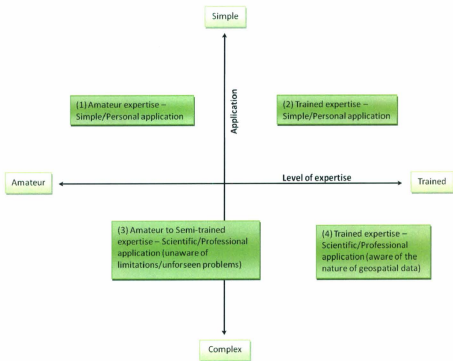 Simple
Application
(1) Amateur expertise –
Simple/Personal application
(2) Trained expertise –
Simple/Personal application
Amateur
Level of expertise
Trained
(3) Amateur to Semi-trained
expertise – Scientific/Professional
application (unaware of
limitations/unforseen problems)
(4) Trained expertise –
Scientific/Professional
application (aware of the
nature of geospatial data)
Complex